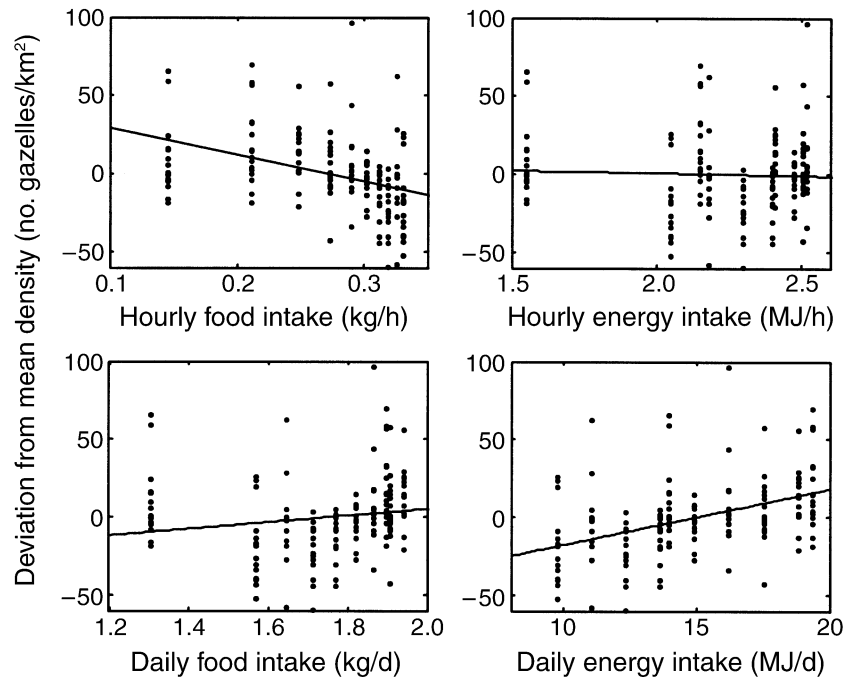 Deviation from mean density (no. gazelles/km²)
100
50
0
−50
0.1 0.2 0.3
Hourly food intake (kg/h)
100
50
0
−50
1.5 2.0 2.5
Hourly energy intake (MJ/h)
100
50
0
−50
1.2 1.4 1.6 1.8 2.0
Daily food intake (kg/d)
100
50
0
−50
10 15 20
Daily energy intake (MJ/d)